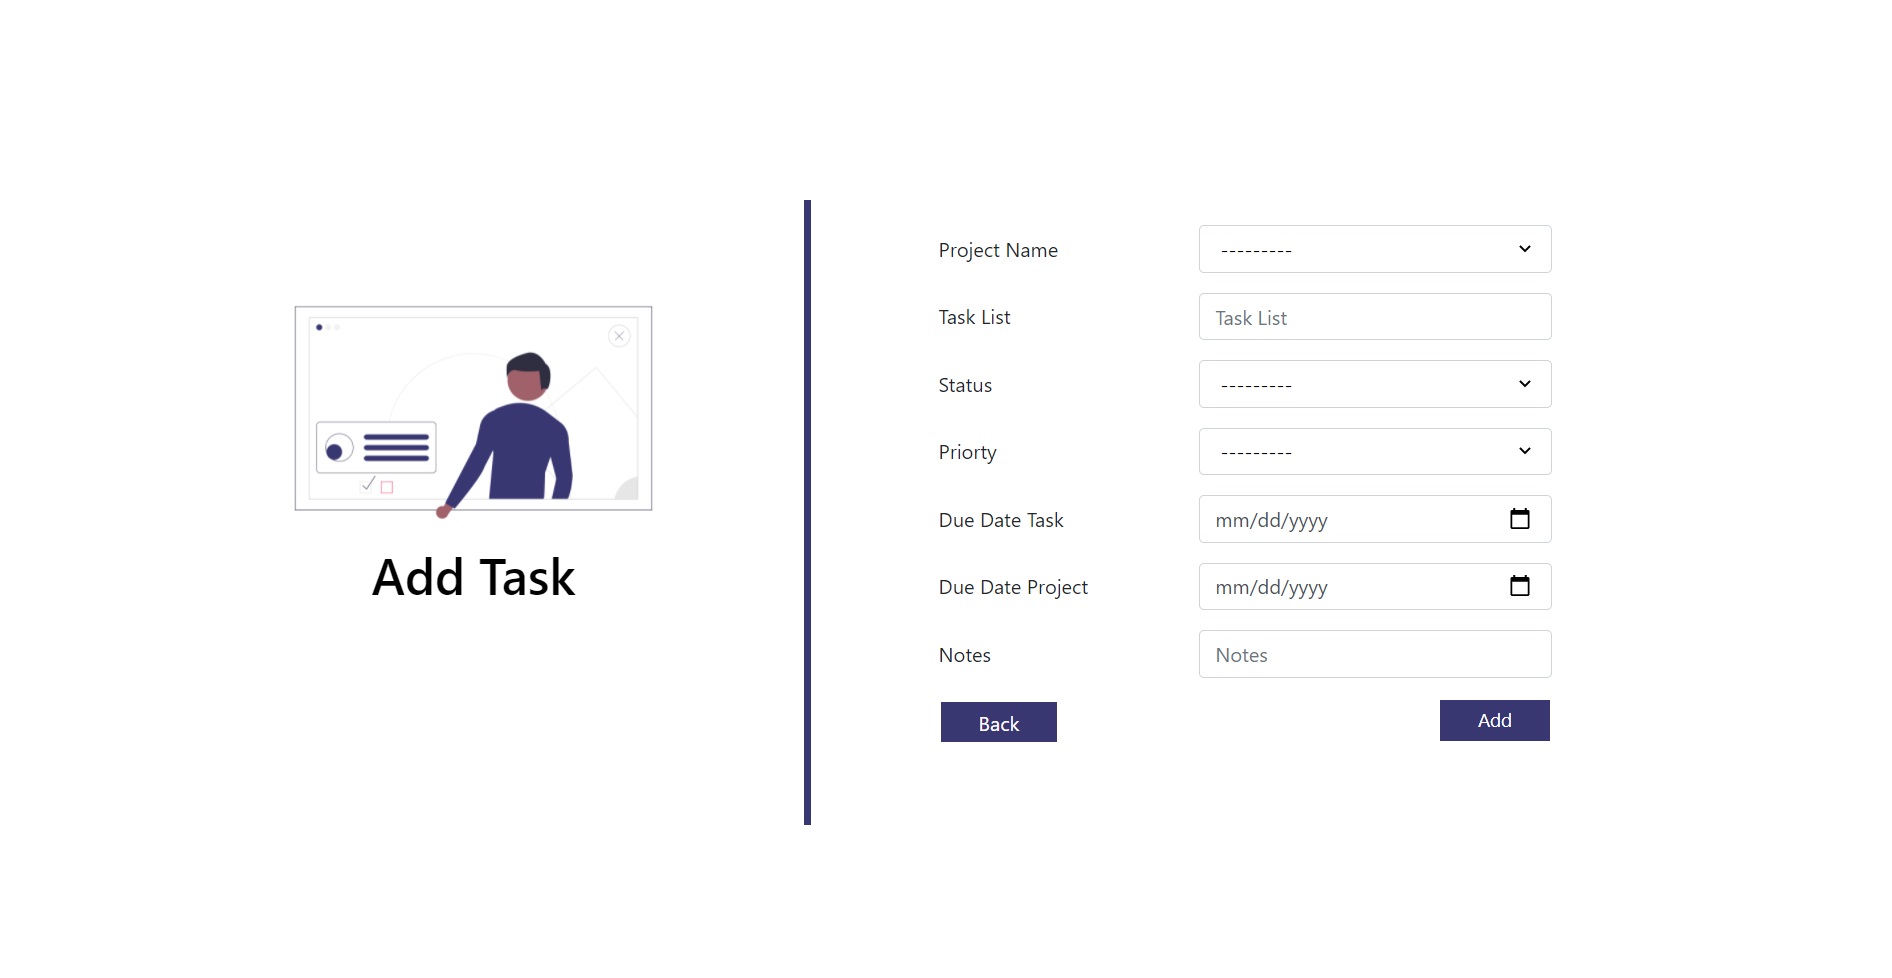 Add Task
Project Name
---------
Task List
Task List
Status
---------
Priorty
---------
Due Date Task
mm/dd/yyyy
Due Date Project
mm/dd/yyyy
Notes
Notes
Back
Add